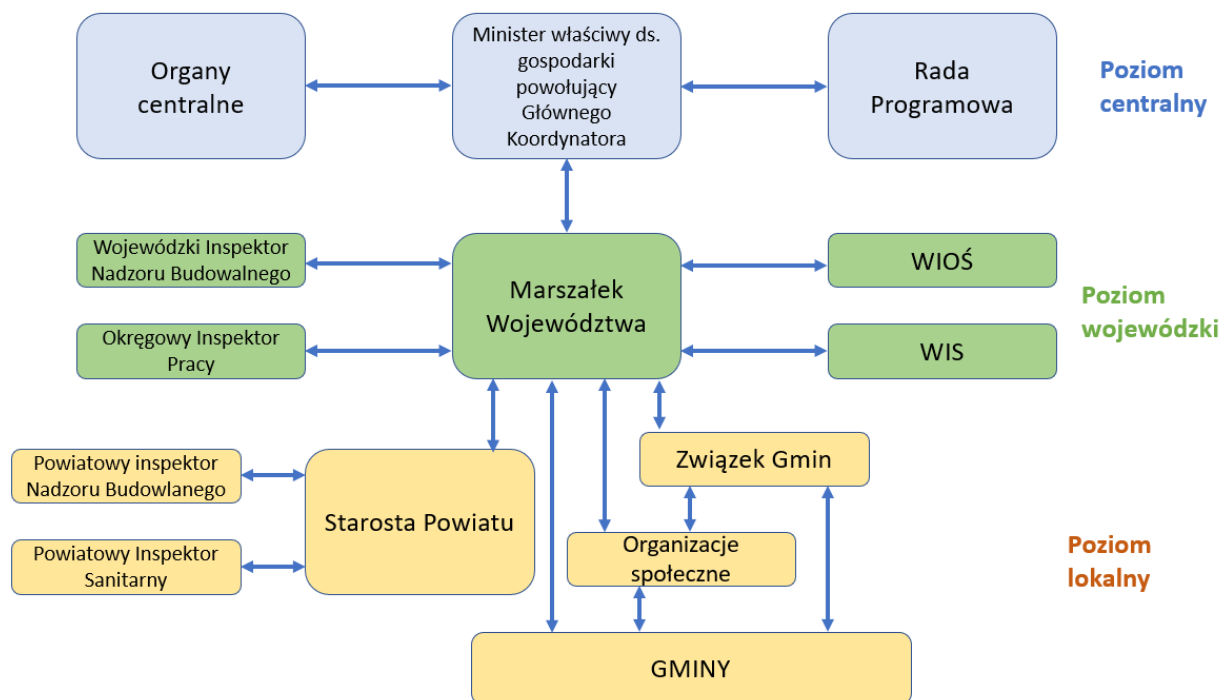 Organy
centralne
Minister właściwy ds.
gospodarki
powołujący
Głównego
Koordynatora
Rada
Programowa
Poziom
centralny
Wojewódzki Inspektor
Nadzoru Budowalnego
Marszałek
Województwa
WIOŚ
Poziom
wojewódzki
Okręgowy Inspektor
Pracy
WIS
Powiatowy inspektor
Nadzoru Budowlanego
Starosta Powiatu
Związek Gmin
Powiatowy Inspektor
Sanitarny
Organizacje
społeczne
Poziom
lokalny
GMINY